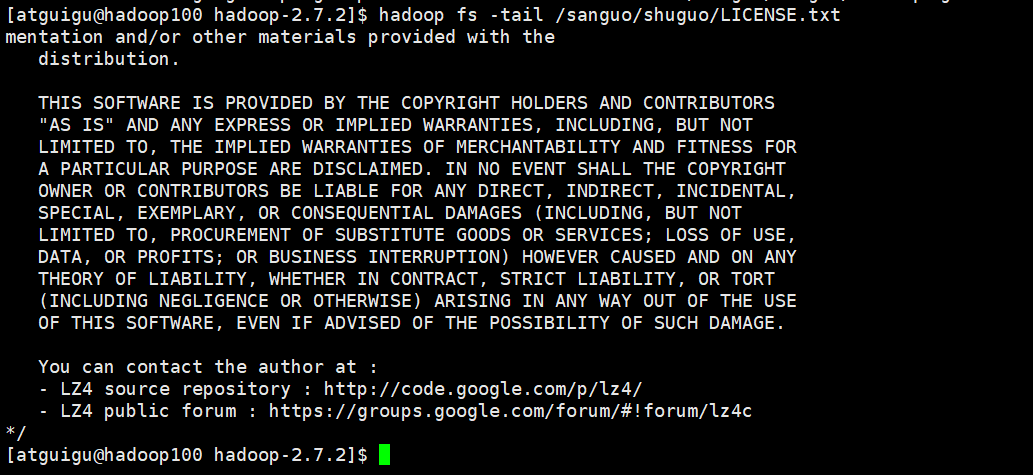 [atguigu@hadoop100 hadoop-2.7.2]$ hadoop fs -tail /sanguo/shuguo/LICENSE.txt
mentation and/or other materials provided with the
   distribution.

   THIS SOFTWARE IS PROVIDED BY THE COPYRIGHT HOLDERS AND CONTRIBUTORS
   "AS IS" AND ANY EXPRESS OR IMPLIED WARRANTIES, INCLUDING, BUT NOT
   LIMITED TO, THE IMPLIED WARRANTIES OF MERCHANTABILITY AND FITNESS FOR
   A PARTICULAR PURPOSE ARE DISCLAIMED. IN NO EVENT SHALL THE COPYRIGHT
   OWNER OR CONTRIBUTORS BE LIABLE FOR ANY DIRECT, INDIRECT, INCIDENTAL,
   SPECIAL, EXEMPLARY, OR CONSEQUENTIAL DAMAGES (INCLUDING, BUT NOT
   LIMITED TO, PROCUREMENT OF SUBSTITUTE GOODS OR SERVICES; LOSS OF USE,
   DATA, OR PROFITS; OR BUSINESS INTERRUPTION) HOWEVER CAUSED AND ON ANY
   THEORY OF LIABILITY, WHETHER IN CONTRACT, STRICT LIABILITY, OR TORT
   (INCLUDING NEGLIGENCE OR OTHERWISE) ARISING IN ANY WAY OUT OF THE USE
   OF THIS SOFTWARE, EVEN IF ADVISED OF THE POSSIBILITY OF SUCH DAMAGE.

   You can contact the author at :
   - LZ4 source repository : http://code.google.com/p/lz4/
   - LZ4 public forum : https://groups.google.com/forum/#!forum/lz4c
*/
[atguigu@hadoop100 hadoop-2.7.2]$